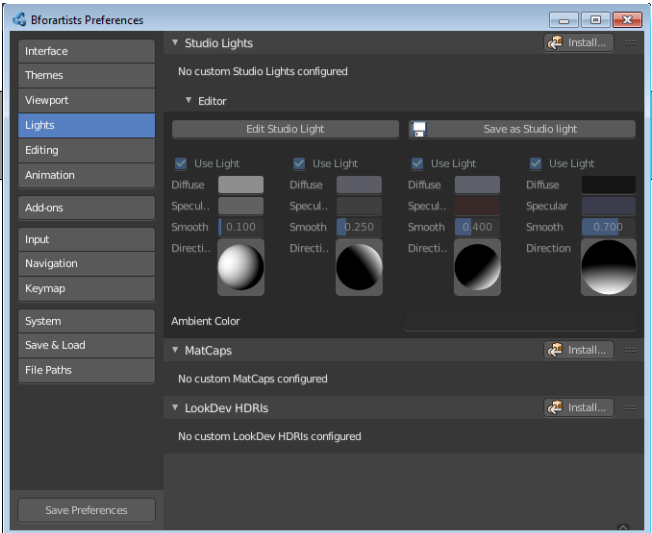 Bforartists Preferences
Interface
Themes
Viewport
Lights
Editing
Animation
Add-ons
Input
Navigation
Keymap
System
Save & Load
File Paths
Save Preferences
Studio Lights Install...
No custom Studio Lights configured
Editor
Edit Studio Light Save as Studio light
Use Light Use Light Use Light Use Light
Diffuse Diffuse Diffuse Diffuse
Specul.. Specul.. Specul.. Specular
Smooth 0.100 Smooth 0.250 Smooth 0.400 Smooth 0.700
Directi.. Directi.. Directi.. Direction
Ambient Color
MatCaps Install...
No custom MatCaps configured
LookDev HDRIs Install...
No custom LookDev HDRIs configured